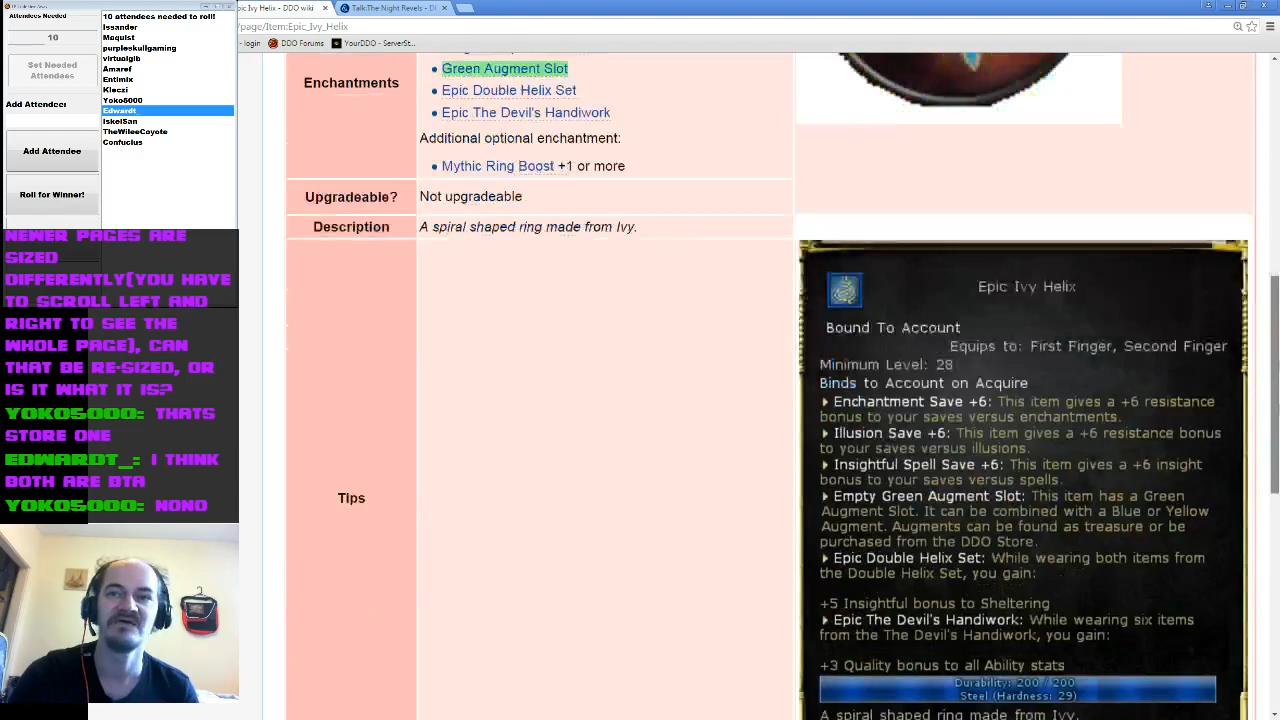 Attendees Needed
10
Set Needed
Attendees
Add Attendee:
Add Attendee
Roll for Winner!
10 attendees needed to roll!
Issander
Maquist
purpleskullgaming
virtualgib
Amaref
Entimix
Kleczi
Yoko5000
Edwardt
IskelSan
TheWileeCoyote
Confucius
NEWER PAGES ARE
SIZED
DIFFERENTLY(YOU HAVE
TO SCROLL LEFT AND
RIGHT TO SEE THE
WHOLE PAGE), CAN
THAT BE RE-SIZED, OR
IS IT WHAT IT IS?
YOKO5000: THATS
STORE ONE
EDWARDT_: I THINK
BOTH ARE BTA
YOKO5000: NONO
pic Ivy Helix - DDO wiki
Talk:The Night Revels - D
/page/Item:Epic_Ivy_Helix
- login
DDO Forums
YourDDO - ServerSt...
Enchantments
Green Augment Slot
Epic Double Helix Set
Epic The Devil's Handiwork
Additional optional enchantment:
Mythic Ring Boost +1 or more
Upgradeable?
Not upgradeable
Description
A spiral shaped ring made from Ivy.
Tips
Epic Ivy Helix
Bound To Account
Equips to: First Finger, Second Finger
Minimum Level: 28
Binds to Account on Acquire
Enchantment Save +6: This item gives a +6 resistance
bonus to your saves versus enchantments.
Illusion Save +6: This item gives a +6 resistance bonus
to your saves versus illusions.
Insightful Spell Save +6: This item gives a +6 insight
bonus to your saves versus spells.
Empty Green Augment Slot: This item has a Green
Augment Slot. It can be combined with a Blue or Yellow
Augment. Augments can be found as treasure or be
purchased from the DDO Store.
Epic Double Helix Set: While wearing both items from
the Double Helix Set, you gain:
+5 Insightful bonus to Sheltering
Epic The Devil's Handiwork: While wearing six items
from the The Devil's Handiwork, you gain:
+3 Quality bonus to all Ability stats
Durability: 200 / 200
Steel (Hardness: 29)
A spiral shaped ring made from Ivy.